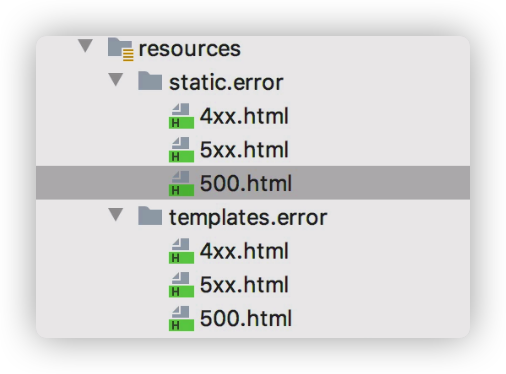 resources
static.error
H 4xx.html
H 5xx.html
H 500.html
templates.error
H 4xx.html
H 5xx.html
H 500.html